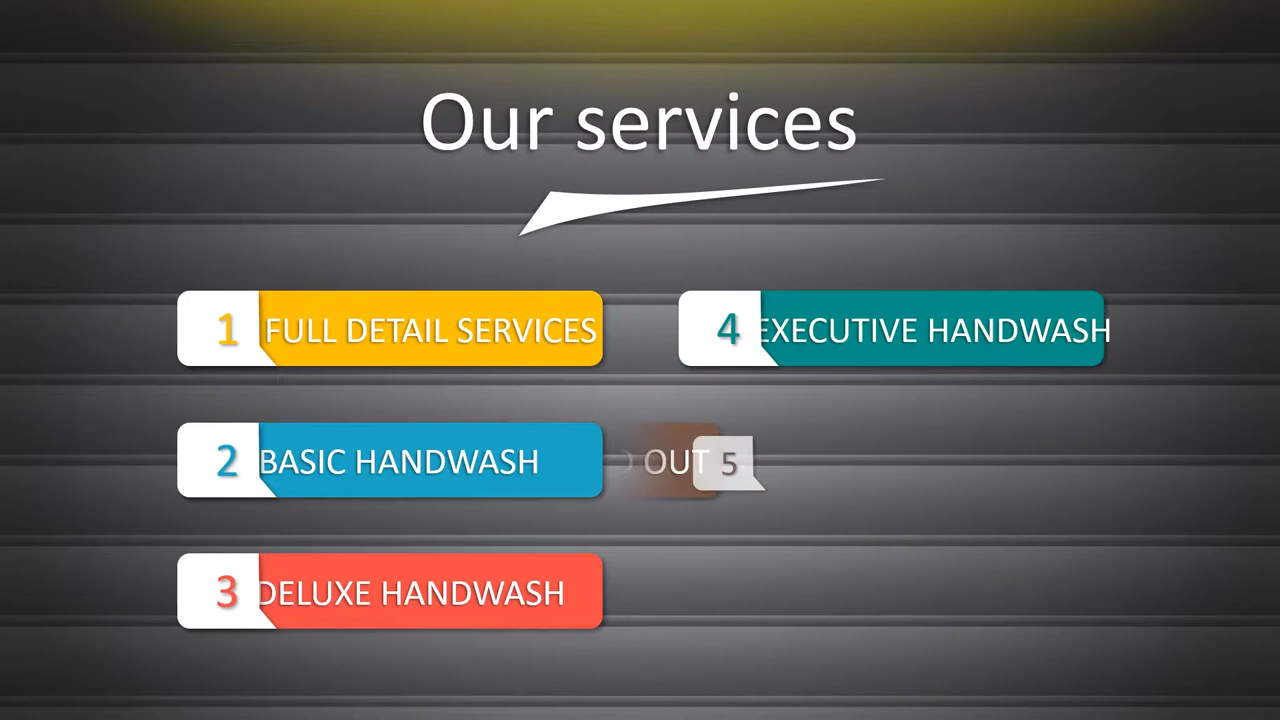 Our services
1 FULL DETAIL SERVICES
2 BASIC HANDWASH
3 DELUXE HANDWASH
4 EXECUTIVE HANDWASH
OUT 5